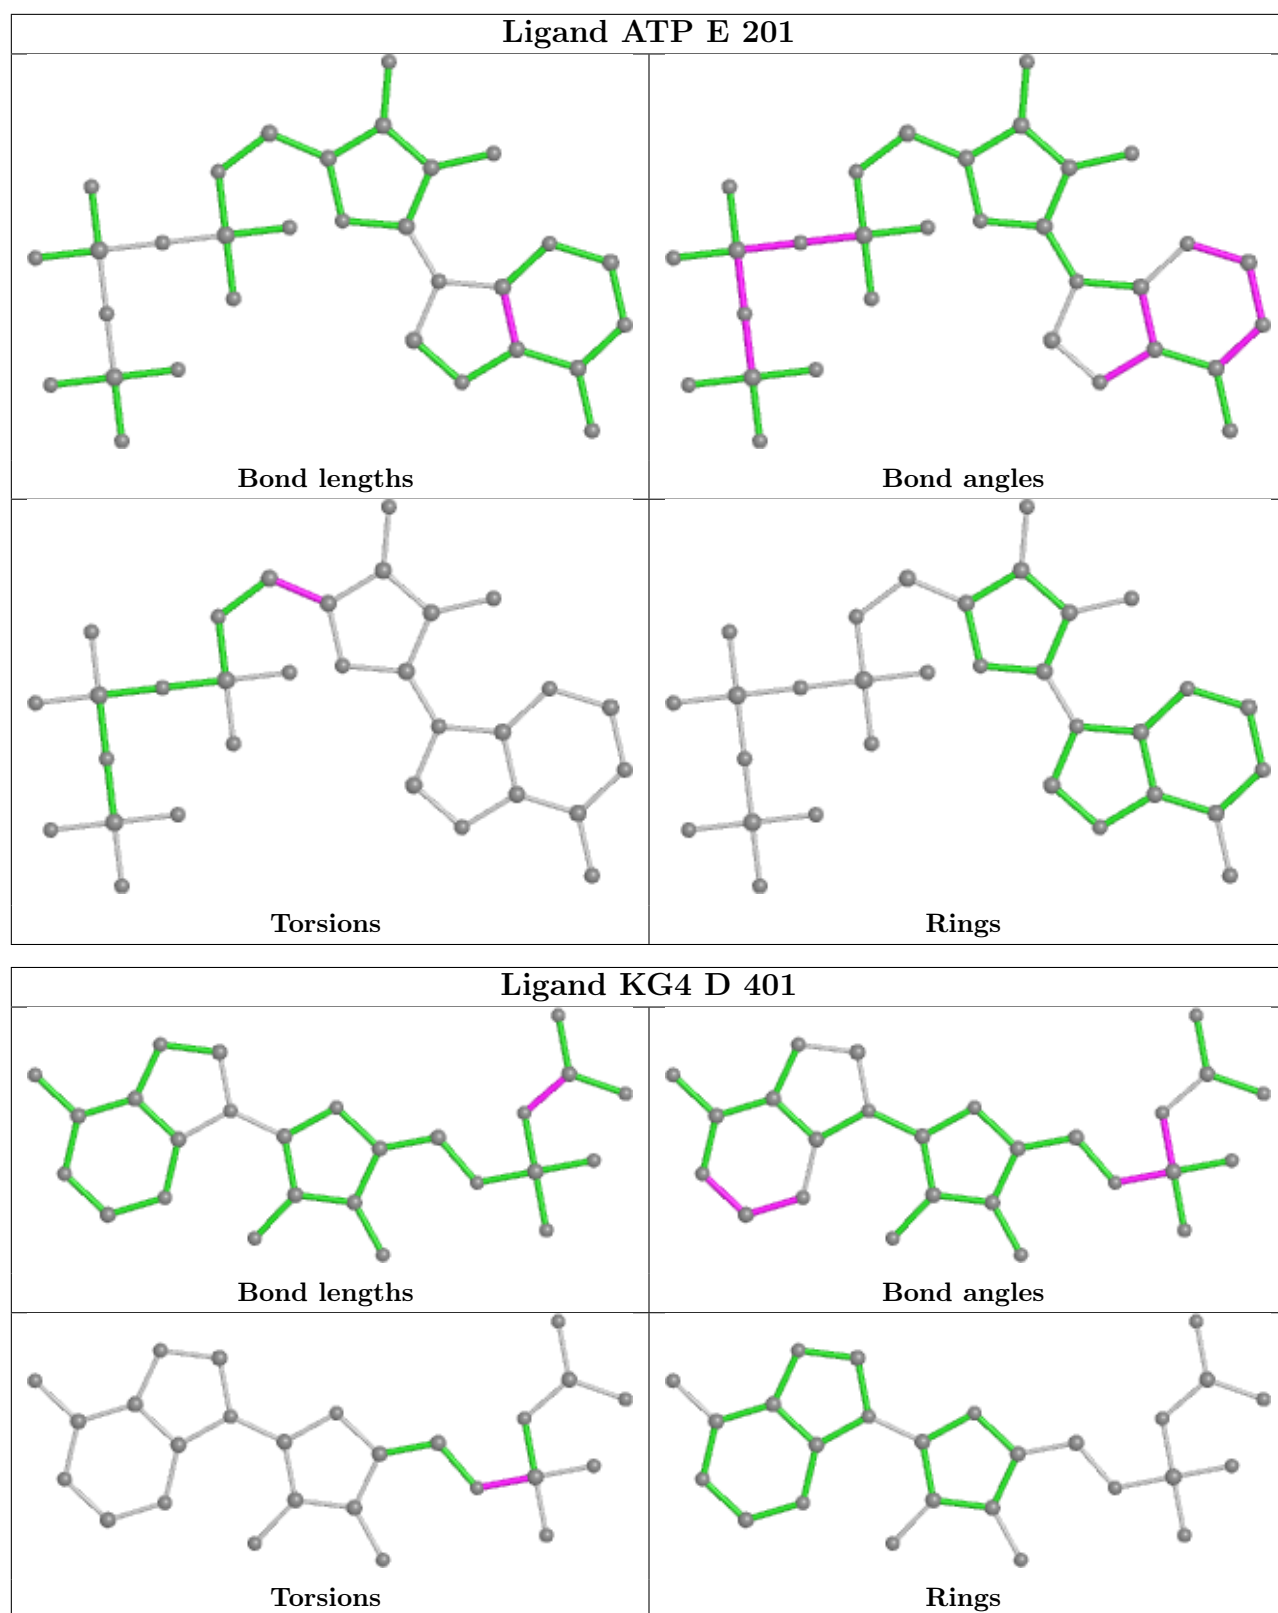 Ligand ATP E 201
Bond lengths
Bond angles
Torsions
Rings
Ligand KG4 D 401
Bond lengths
Bond angles
Torsions
Rings